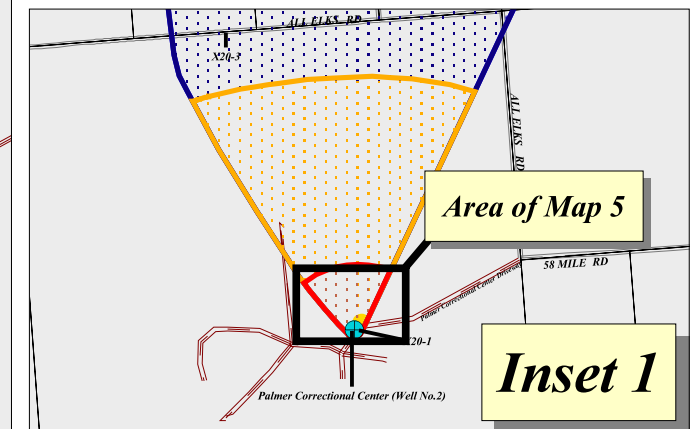 ALL ELKS RD
X20-3
ALL ELKS RD
Area of Map 5
58 MILE RD
Palmer Correctional Center Driveway
X20-1
Inset 1
Palmer Correctional Center (Well No.2)